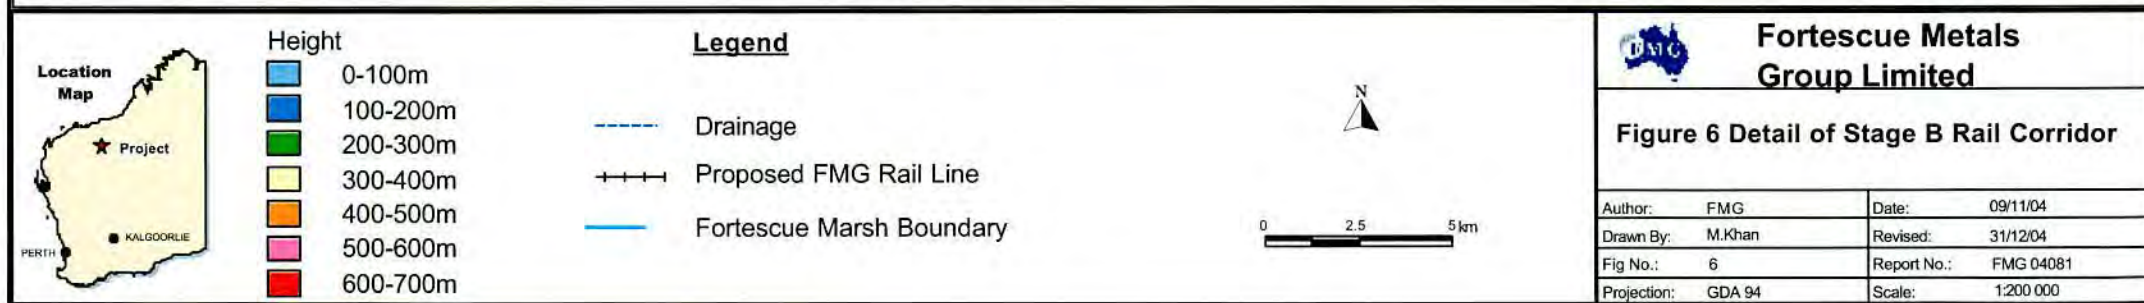 Location
Map
Project
KALGOORLIE
PERTH
Height
0-100m
100-200m
200-300m
300-400m
400-500m
500-600m
600-700m
Legend
Drainage
Proposed FMG Rail Line
Fortescue Marsh Boundary
N
0 2.5 5 km
FMG
Fortescue Metals
Group Limited
Figure 6 Detail of Stage B Rail Corridor
Author: FMG Date: 09/11/04
Drawn By: M.Khan Revised: 31/12/04
Fig No.: 6 Report No.: FMG 04081
Projection: GDA 94 Scale: 1:200 000